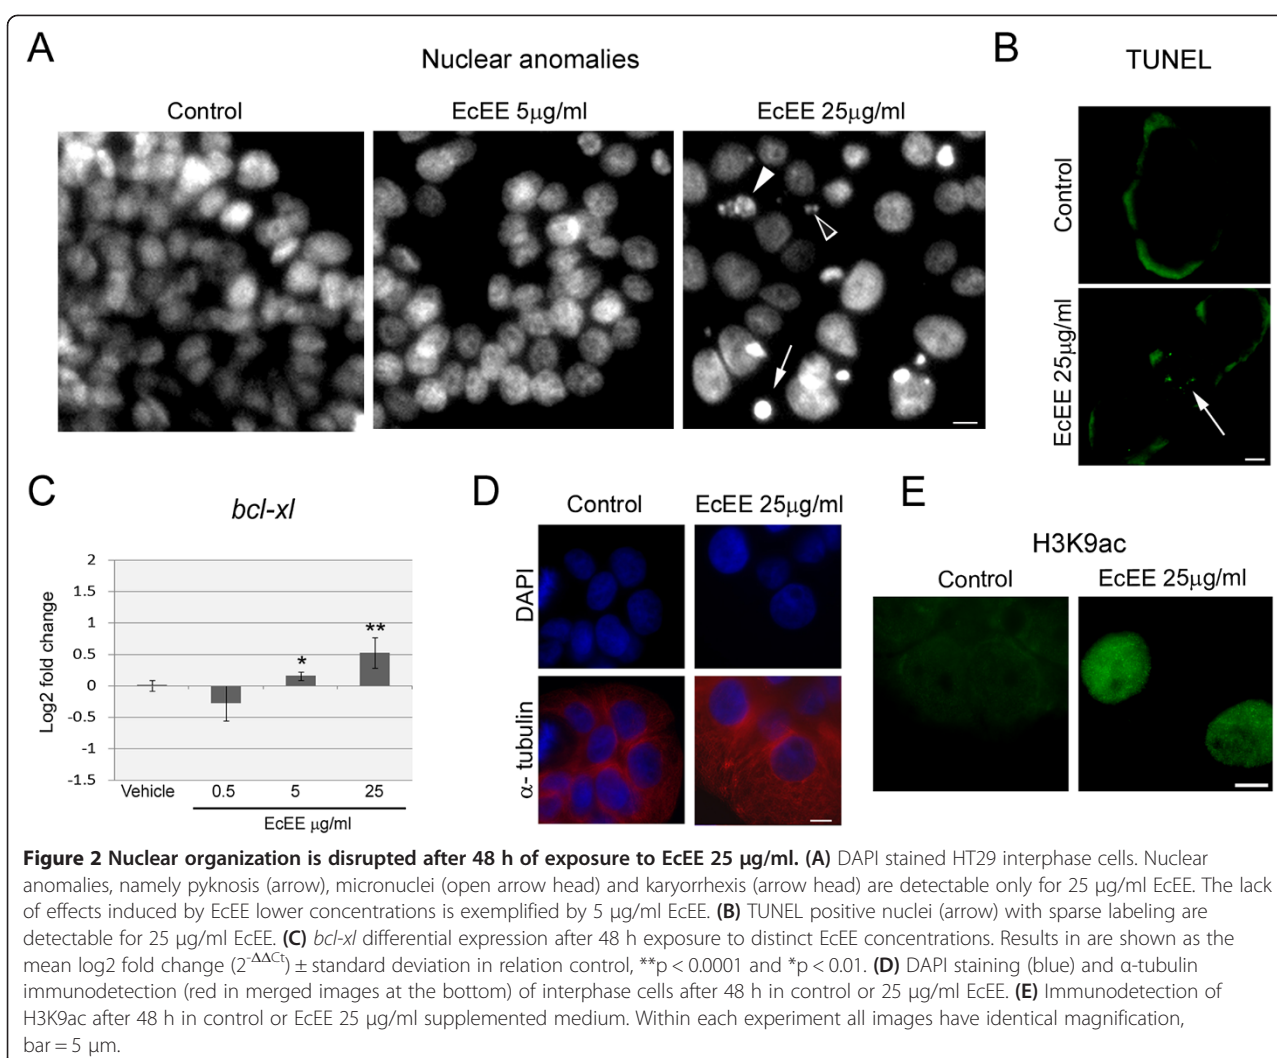 A
Nuclear anomalies
Control
EcEE 5μg/ml
EcEE 25μg/ml
B
TUNEL
Control
EcEE 25μg/ml
C
bcl-xl
Log2 fold change
2
1.5
1
0.5
0
-0.5
-1
-1.5
*
**
Vehicle
0.5
5
25
EcEE μg/ml
D
Control
EcEE 25μg/ml
DAPI
α- tubulin
E
H3K9ac
Control
EcEE 25μg/ml
Figure 2 Nuclear organization is disrupted after 48 h of exposure to EcEE 25 μg/ml. (A) DAPI stained HT29 interphase cells. Nuclear
anomalies, namely pyknosis (arrow), micronuclei (open arrow head) and karyorrhexis (arrow head) are detectable only for 25 μg/ml EcEE. The lack
of effects induced by EcEE lower concentrations is exemplified by 5 μg/ml EcEE. (B) TUNEL positive nuclei (arrow) with sparse labeling are
detectable for 25 μg/ml EcEE. (C) bcl-xl differential expression after 48 h exposure to distinct EcEE concentrations. Results in are shown as the
mean log2 fold change (2-ΔΔCt) ± standard deviation in relation control, **p < 0.0001 and *p < 0.01. (D) DAPI staining (blue) and α-tubulin
immunodetection (red in merged images at the bottom) of interphase cells after 48 h in control or 25 μg/ml EcEE. (E) Immunodetection of
H3K9ac after 48 h in control or EcEE 25 μg/ml supplemented medium. Within each experiment all images have identical magnification,
bar = 5 μm.